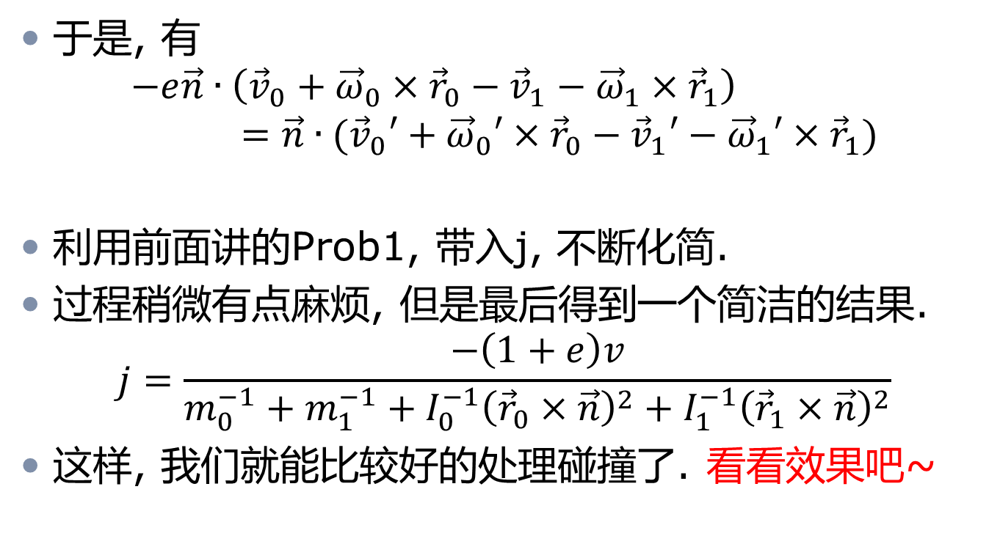 • 于是, 有
$-e\vec{n} \cdot (\vec{v}_0 + \vec{\omega}_0 \times \vec{r}_0 - \vec{v}_1 - \vec{\omega}_1 \times \vec{r}_1)$
$= \vec{n} \cdot (\vec{v}_0{}' + \vec{\omega}_0{}' \times \vec{r}_0 - \vec{v}_1{}' - \vec{\omega}_1{}' \times \vec{r}_1)$
• 利用前面讲的Prob1, 带入j, 不断化简.
• 过程稍微有点麻烦, 但是最后得到一个简洁的结果.
$j = \frac{-(1 + e)v}{m_0^{-1} + m_1^{-1} + I_0^{-1}(\vec{r}_0 \times \vec{n})^2 + I_1^{-1}(\vec{r}_1 \times \vec{n})^2}$
• 这样, 我们就能比较好的处理碰撞了. 看看效果吧~